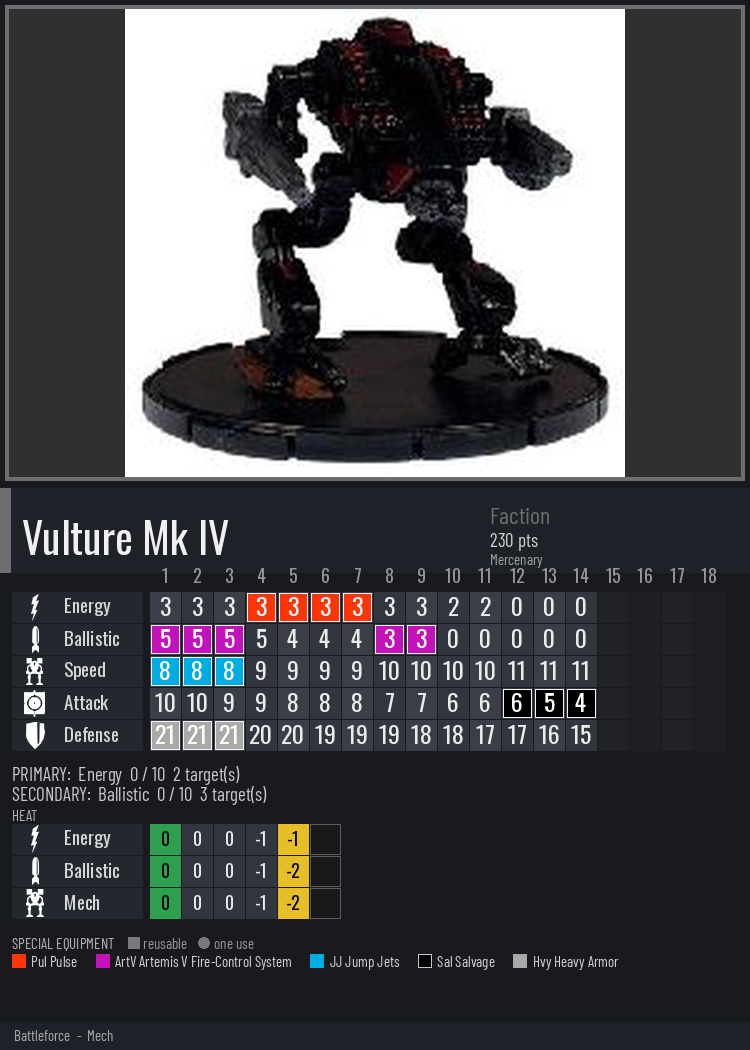 Vulture Mk IV
Faction
230 pts
Mercenary
1 2 3 4 5 6 7 8 9 10 11 12 13 14 15 16 17 18
Energy 3 3 3 3 3 3 3 3 3 2 2 0 0 0
Ballistic 5 5 5 5 4 4 4 3 3 0 0 0 0 0
Speed 8 8 8 9 9 9 9 10 10 10 10 11 11 11
Attack 10 10 9 9 8 8 8 7 7 6 6 6 5 4
Defense 21 21 21 20 20 19 19 19 18 18 17 17 16 15
PRIMARY: Energy 0 / 10 2 target(s)
SECONDARY: Ballistic 0 / 10 3 target(s)
HEAT
Energy 0 0 0 -1 -1
Ballistic 0 0 0 -1 -2
Mech 0 0 0 -1 -2
SPECIAL EQUIPMENT reusable one use
Pul Pulse ArtV Artemis V Fire-Control System JJ Jump Jets Sal Salvage Hvy Heavy Armor
Battleforce - Mech